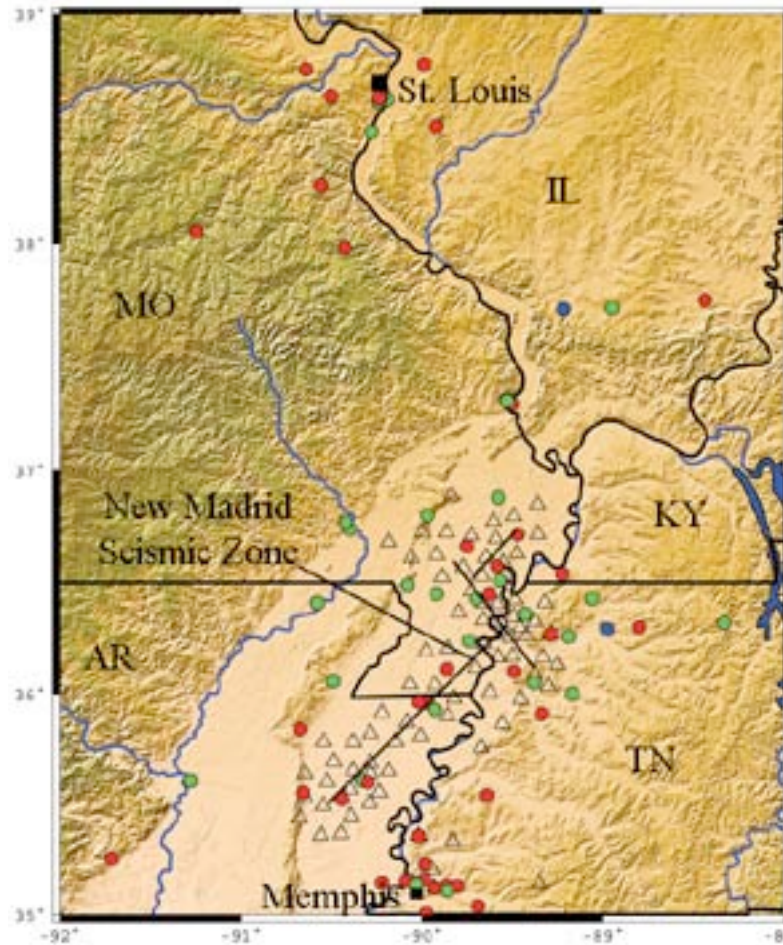 39°
St. Louis
IL
38°
MO
37°
New Madrid
Seismic Zone
KY
AR
36°
TN
Memphis
35°
-92°
-91°
-90°
-89°